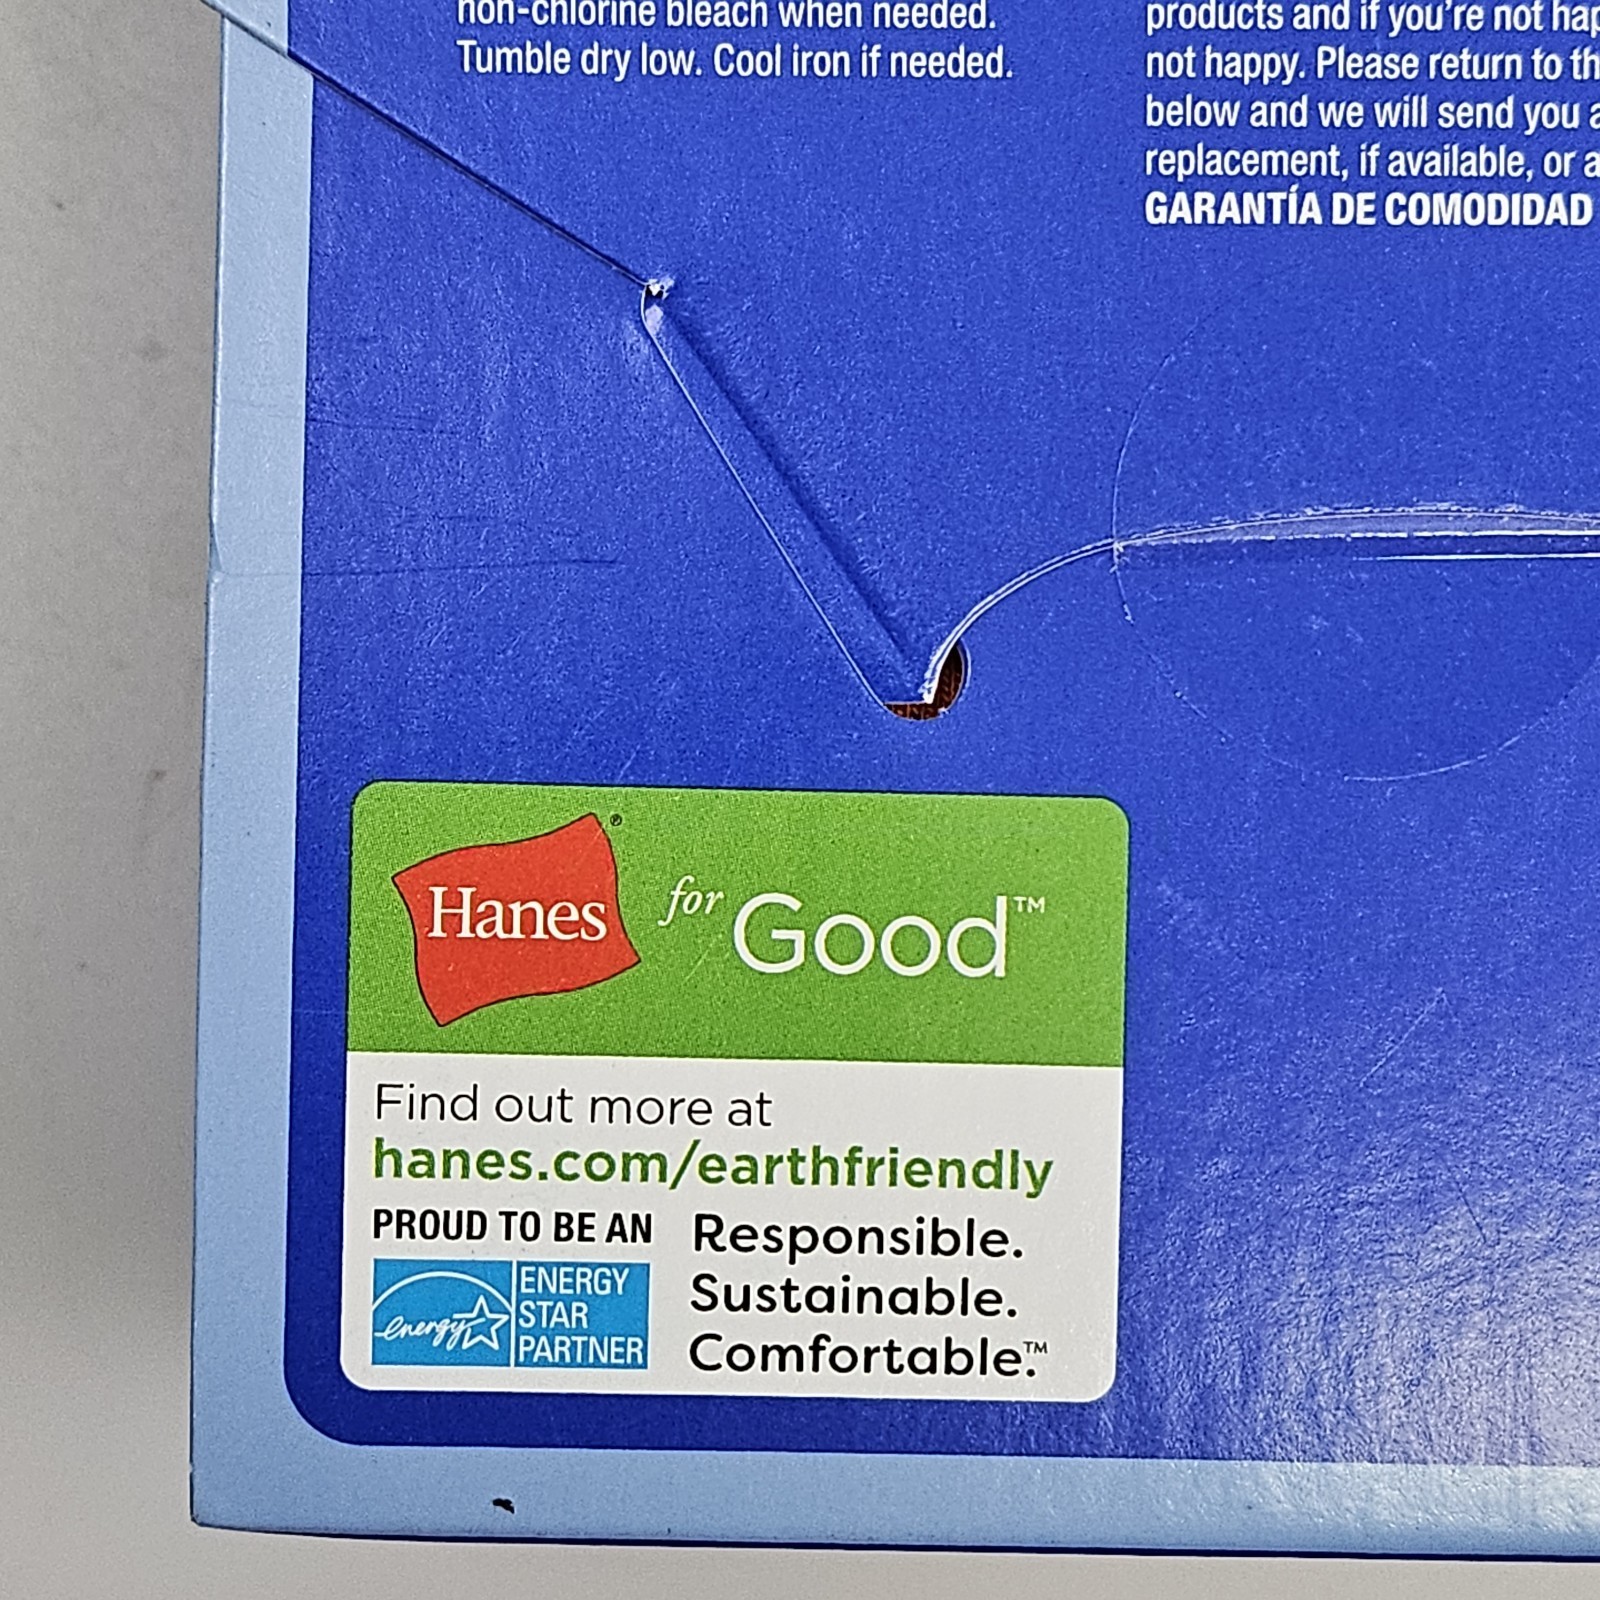 non-chlorine bleach when needed.
Tumble dry low. Cool iron if needed.
products and if you're not
not happy. Please return to
below and we will send you
replacement, if available, or
GARANTÍA DE COMODIDAD
Hanes® for Good™
Find out more at
hanes.com/earthfriendly
PROUD TO BE AN
energy
ENERGY
STAR
PARTNER
Responsible.
Sustainable.
Comfortable.™